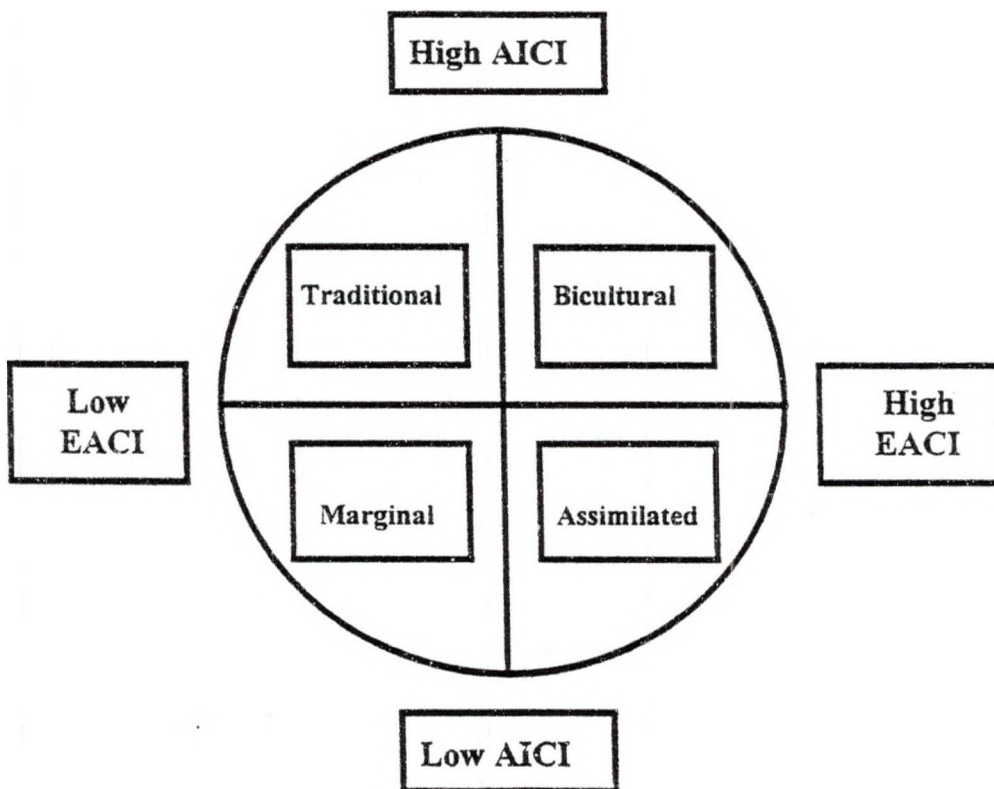 High AICI
Traditional
Bicultural
Low
EACI
High
EACI
Marginal
Assimilated
Low AICI